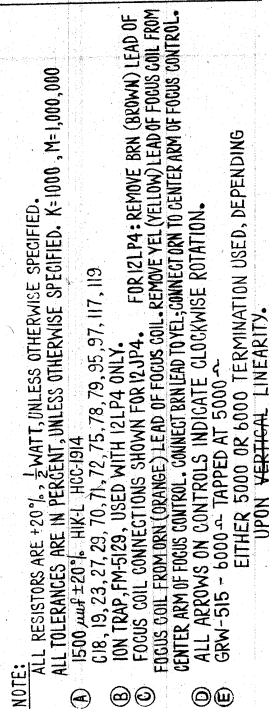 NOTE:
ALL RESISTORS ARE ±20%, ½ WATT, UNLESS OTHERWISE SPECIFIED.
ALL TOLERANCES ARE IN PERCENT, UNLESS OTHERWISE SPECIFIED. K=1000, M=1,000,000
Ⓐ 1500 µµf ±20% HIK-L HCC-1914
C18, 19, 23, 27, 29, 70, 71, 72, 75, 78, 79, 95, 97, 117, 119
Ⓑ ION TRAP, FM-5129, USED WITH 12LP4 ONLY.
Ⓒ FOCUS COIL CONNECTIONS SHOWN FOR 12JP4. FOR 12LP4: REMOVE BRN (BROWN) LEAD OF
FOCUS COIL FROM ORN (ORANGE) LEAD OF FOCUS COIL. REMOVE YEL (YELLOW) LEAD OF FOCUS COIL FROM
CENTER ARM OF FOCUS CONTROL. CONNECT BRN LEAD TO YEL; CONNECT ORN TO CENTER ARM OF FOCUS CONTROL.
Ⓓ ALL ARROWS ON CONTROLS INDICATE CLOCKWISE ROTATION.
Ⓔ GRW-515 - 6000 Ω TAPPED AT 5000 Ω
EITHER 5000 OR 6000 TERMINATION USED, DEPENDING
UPON VERTICAL LINEARITY.